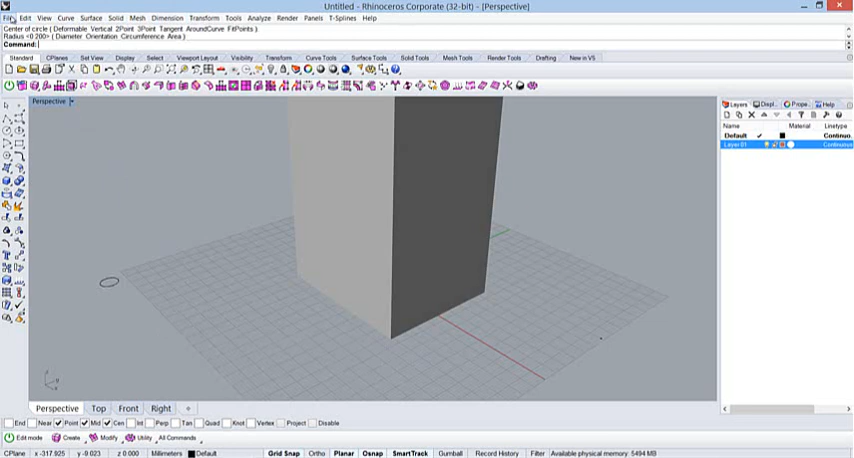 Untitled - Rhinoceros Corporate (32-bit) - [Perspective]
File Edit View Curve Surface Solid Mesh Dimension Transform Tools Analyze Render Panels T-Splines Help
Center of circle ( Deformable Vertical 2Point 3Point Tangent AroundCurve FitPoints ):
Radius <0.200> ( Diameter Orientation Circumference Area ):
Command:
Standard CPlanes Set View Display Select Viewport Layout Visibility Transform Curve Tools Surface Tools Solid Tools Mesh Tools Render Tools Drafting New in V5
Perspective
Layers Displ... Prope... Help
Name Material Linetype
Default Continuo...
Layer 01 Continuous
Perspective Top Front Right
End Near Point Mid Cen Int Perp Tan Quad Knot Vertex Project Disable
Edit mode Create Modify Utility All Commands
CPlane x -317.925 y -9.023 z 0.000 Millimeters Default Grid Snap Ortho Planar Osnap SmartTrack Gumball Record History Filter Available physical memory: 5494 MB